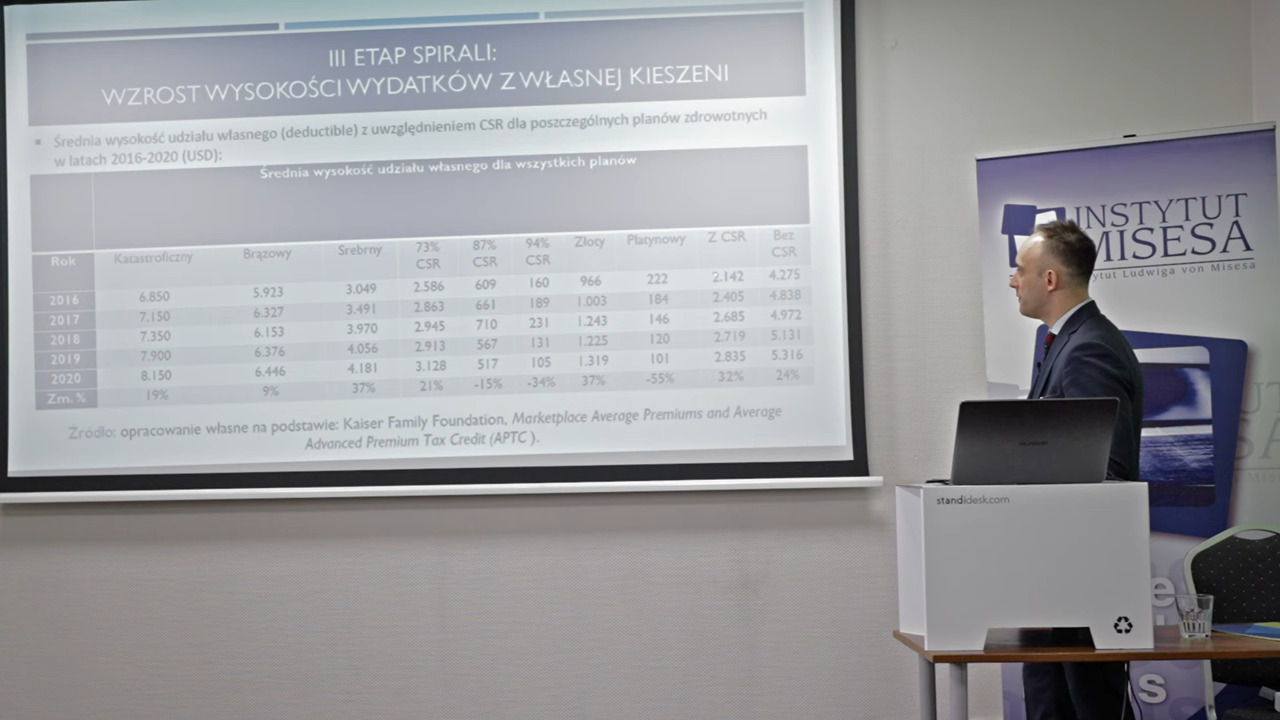 III ETAP SPIRALI:
WZROST WYSOKOŚCI WYDATKÓW Z WŁASNEJ KIESZENI
Średnia wysokość udziału własnego (deductible) z uwzględnieniem CSR dla poszczególnych planów zdrowotnych
w latach 2016-2020 (USD):
Średnia wysokość udziału własnego dla wszystkich planów
Rok Katastroficzny Brązowy Srebrny 73% CSR 87% CSR 94% CSR Złoty Platynowy Z CSR Bez CSR
2016 6.850 5.923 3.049 2.586 609 160 966 222 2.142 4.275
2017 7.150 6.327 3.491 2.863 661 189 1.003 184 2.405 4.838
2018 7.350 6.153 3.970 2.945 710 231 1.243 146 2.685 4.972
2019 7.900 6.376 4.056 2.913 567 131 1.225 120 2.719 5.131
2020 8.150 6.446 4.181 3.128 517 105 1.319 101 2.835 5.316
Zm. % 19% 9% 37% 21% -15% -34% 37% -55% 32% 24%
Źródło: opracowanie własne na podstawie: Kaiser Family Foundation, Marketplace Average Premiums and Average
Advanced Premium Tax Credit (APTC ).
INSTYTUT
MISESA
tytut Ludwiga von Misesa
standidesk.com